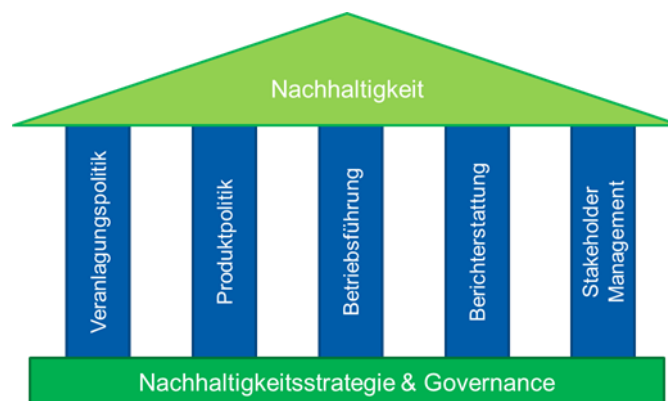 Nachhaltigkeit
Veranlagungspolitik
Produktpolitik
Betriebsführung
Berichterstattung
Stakeholder
Management
Nachhaltigkeitsstrategie & Governance